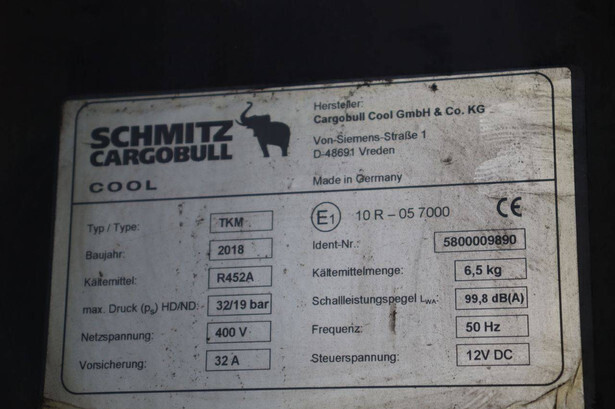 SCHMITZ
CARGOBULL
COOL
Hersteller:
Cargobull Cool GmbH & Co. KG
Von-Siemens-Straße 1
D-48691 Vreden
Made in Germany
Typ / Type: TKM
E1 10 R – 05 7000 CE
Baujahr: 2018
Ident-Nr.: 5800009890
Kältemittel: R452A
Kältemittelmenge: 6,5 kg
max. Druck (pS) HD/ND: 32/19 bar
Schallleistungspegel LWA: 99,8 dB(A)
Netzspannung: 400 V
Frequenz: 50 Hz
Vorsicherung: 32 A
Steuerspannung: 12V DC